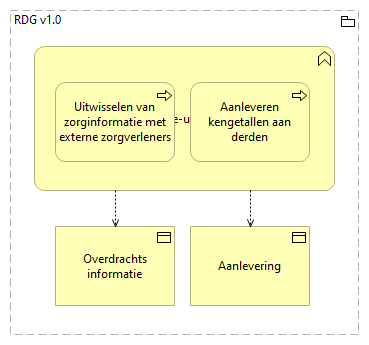 RDG v1.0
Uitwisselen van
zorginformatie met
externe zorgverleners
Aanleveren
kengetallen aan
derden
Overdrachts
informatie
Aanlevering